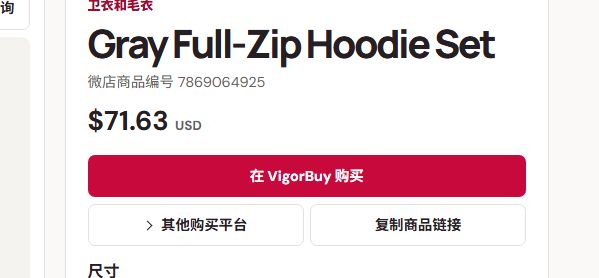 询
卫衣和毛衣
Gray Full-Zip Hoodie Set
微店商品编号 7869064925
$71.63 USD
在 VigorBuy 购买
其他购买平台
复制商品链接
尺寸